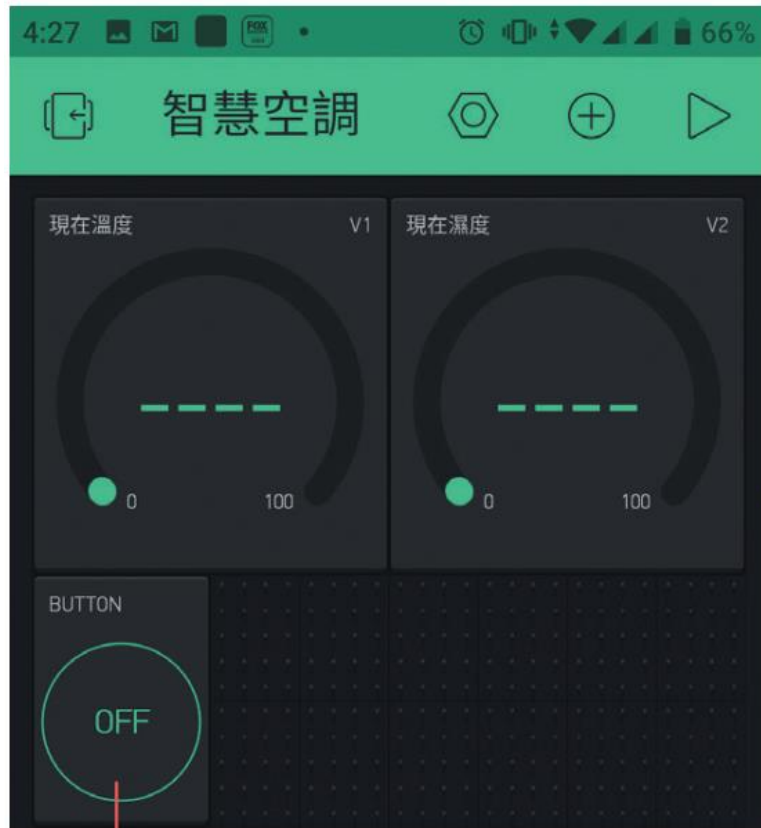 4:27 FOX 66%
智慧空調
現在溫度 V1 現在濕度 V2
---- ----
0 100 0 100
BUTTON
OFF